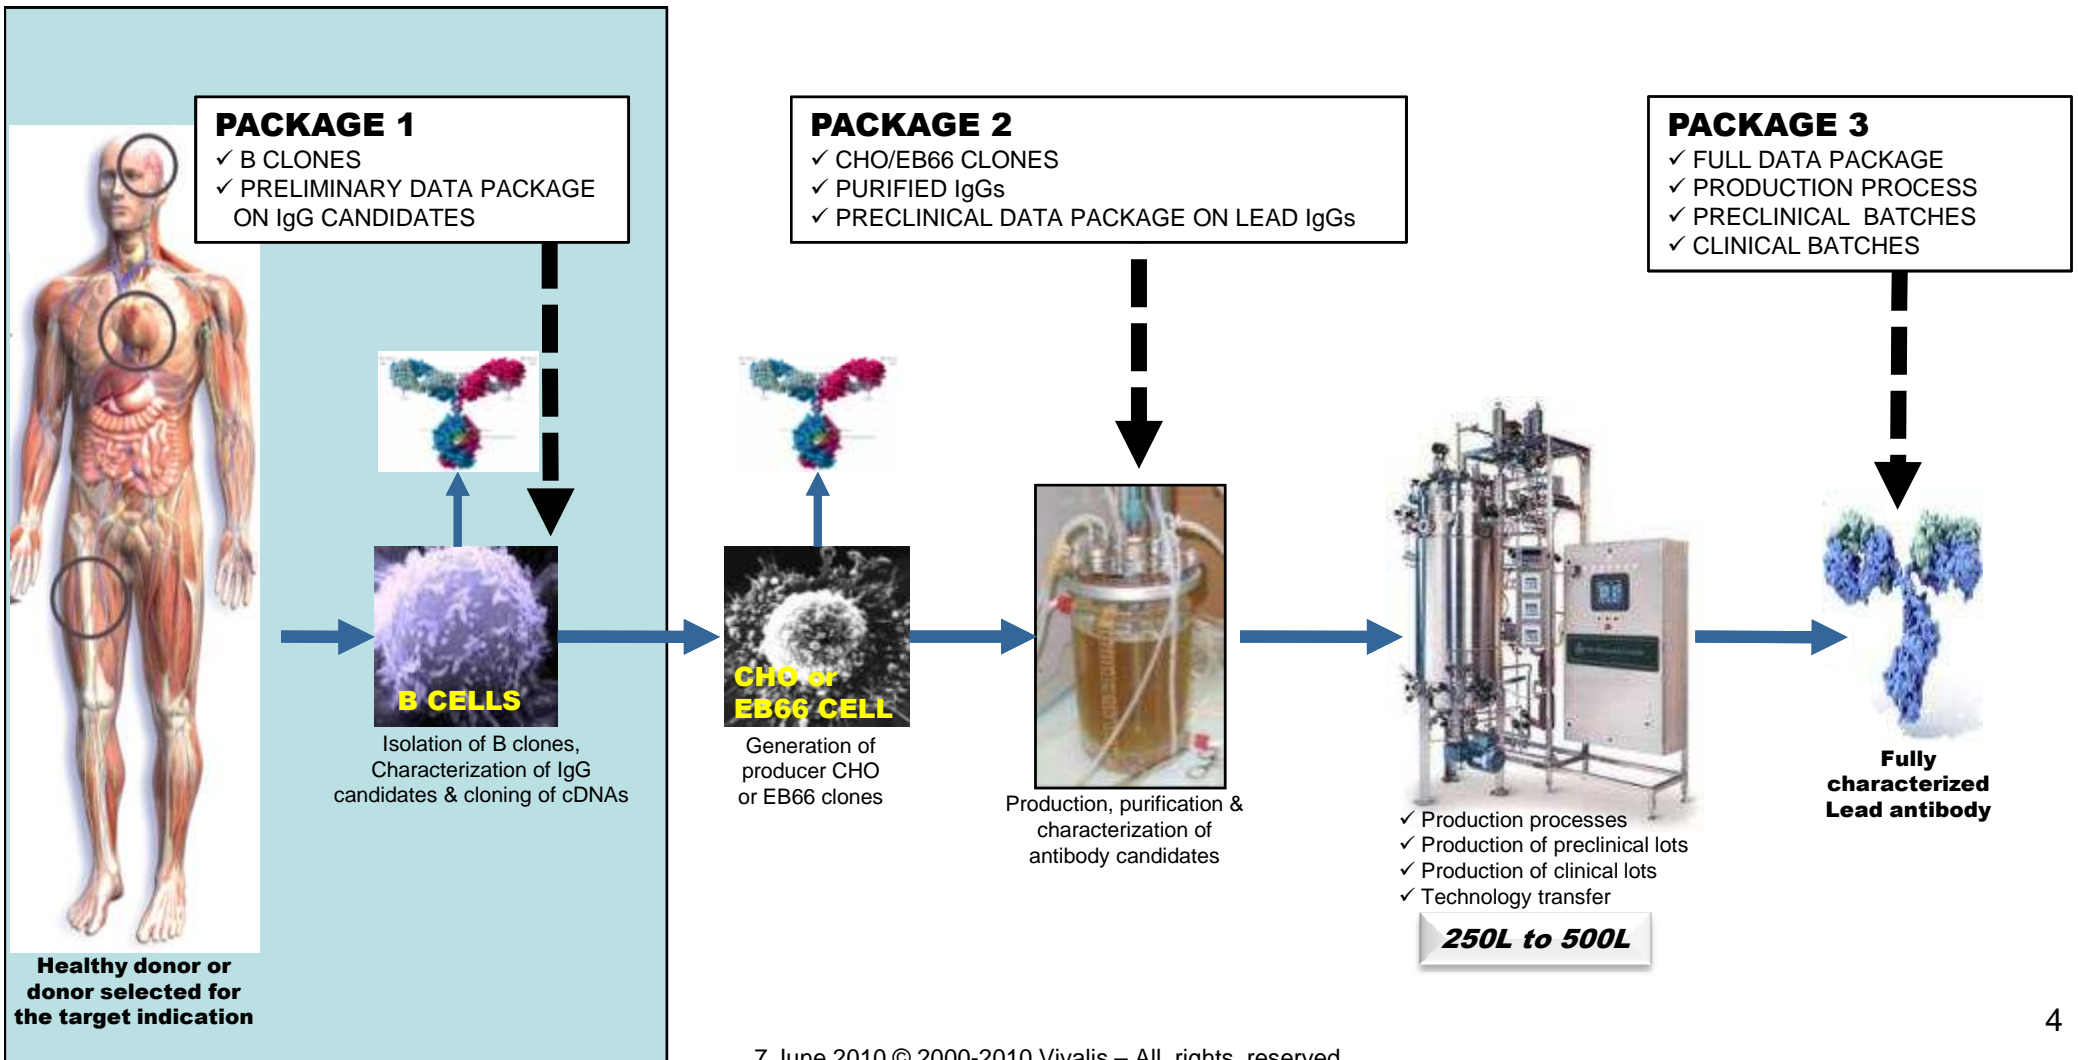 PACKAGE 1
✓ B CLONES
✓ PRELIMINARY DATA PACKAGE
ON IgG CANDIDATES
PACKAGE 2
✓ CHO/EB66 CLONES
✓ PURIFIED IgGs
✓ PRECLINICAL DATA PACKAGE ON LEAD IgGs
PACKAGE 3
✓ FULL DATA PACKAGE
✓ PRODUCTION PROCESS
✓ PRECLINICAL BATCHES
✓ CLINICAL BATCHES
Healthy donor or
donor selected for
the target indication
B CELLS
Isolation of B clones,
Characterization of IgG
candidates & cloning of cDNAs
CHO or
EB66 CELL
Generation of
producer CHO
or EB66 clones
Production, purification &
characterization of
antibody candidates
✓ Production processes
✓ Production of preclinical lots
✓ Production of clinical lots
✓ Technology transfer
250L to 500L
Fully
characterized
Lead antibody
4
7 June 2010 © 2000-2010 Vivalis – All rights reserved